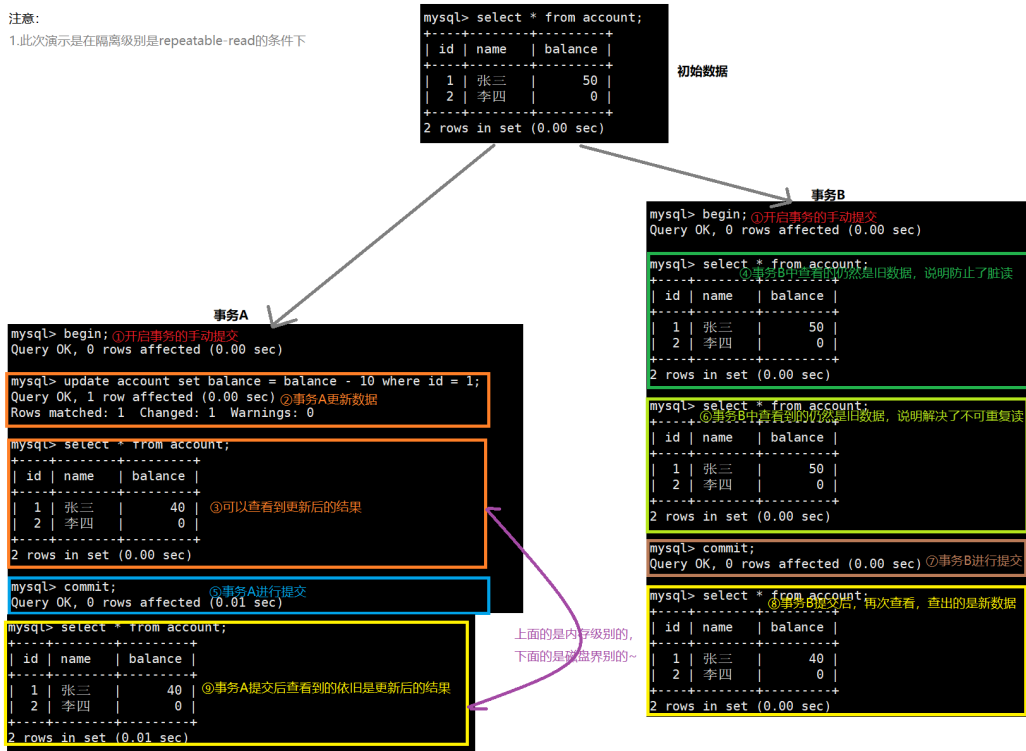 注意：
1.此次演示是在隔离级别是repeatable-read的条件下
mysql> select * from account;
+----+--------+---------+
| id | name   | balance |
+----+--------+---------+
|  1 | 张三   |      50 |
|  2 | 李四   |       0 |
+----+--------+---------+
2 rows in set (0.00 sec)
初始数据
事务A
mysql> begin; ①开启事务的手动提交
Query OK, 0 rows affected (0.00 sec)
mysql> update account set balance = balance - 10 where id = 1;
Query OK, 1 row affected (0.00 sec) ②事务A更新数据
Rows matched: 1  Changed: 1  Warnings: 0
mysql> select * from account;
+----+--------+---------+
| id | name   | balance |
+----+--------+---------+
|  1 | 张三   |      40 | ③可以查看到更新后的结果
|  2 | 李四   |       0 |
+----+--------+---------+
2 rows in set (0.00 sec)
mysql> commit; ⑤事务A进行提交
Query OK, 0 rows affected (0.01 sec)
mysql> select * from account;
+----+--------+---------+
| id | name   | balance |
+----+--------+---------+
|  1 | 张三   |      40 | ⑨事务A提交后查看到的依旧是更新后的结果
|  2 | 李四   |       0 |
+----+--------+---------+
2 rows in set (0.01 sec)
上面的是内存级别的，
下面的是磁盘界别的~
事务B
mysql> begin; ①开启事务的手动提交
Query OK, 0 rows affected (0.00 sec)
mysql> select * from account;
④事务B中查看的仍然是旧数据，说明防止了脏读
+----+--------+---------+
| id | name   | balance |
+----+--------+---------+
|  1 | 张三   |      50 |
|  2 | 李四   |       0 |
+----+--------+---------+
2 rows in set (0.00 sec)
mysql> select * from account;
⑥事务B中查看到的仍然是旧数据，说明解决了不可重复读
+----+--------+---------+
| id | name   | balance |
+----+--------+---------+
|  1 | 张三   |      50 |
|  2 | 李四   |       0 |
+----+--------+---------+
2 rows in set (0.00 sec)
mysql> commit;
Query OK, 0 rows affected (0.00 sec) ⑦事务B进行提交
mysql> select * from account;
⑧事务B提交后，再次查看，查出的是新数据
+----+--------+---------+
| id | name   | balance |
+----+--------+---------+
|  1 | 张三   |      40 |
|  2 | 李四   |       0 |
+----+--------+---------+
2 rows in set (0.00 sec)